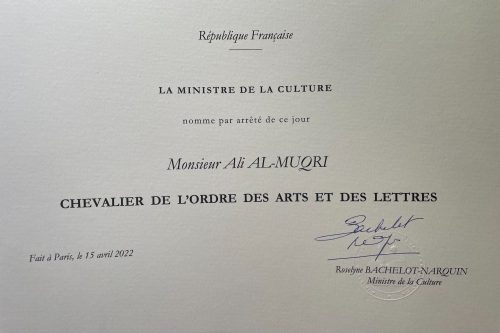 République Française
LA MINISTRE DE LA CULTURE
nomme par arrêté de ce jour
Monsieur Ali AL-MUQRI
CHEVALIER DE L'ORDRE DES ARTS ET DES LETTRES
Bachelot
Fait à Paris, le 15 avril 2022
Roselyne BACHELOT-NARQUIN
Ministre de la Culture